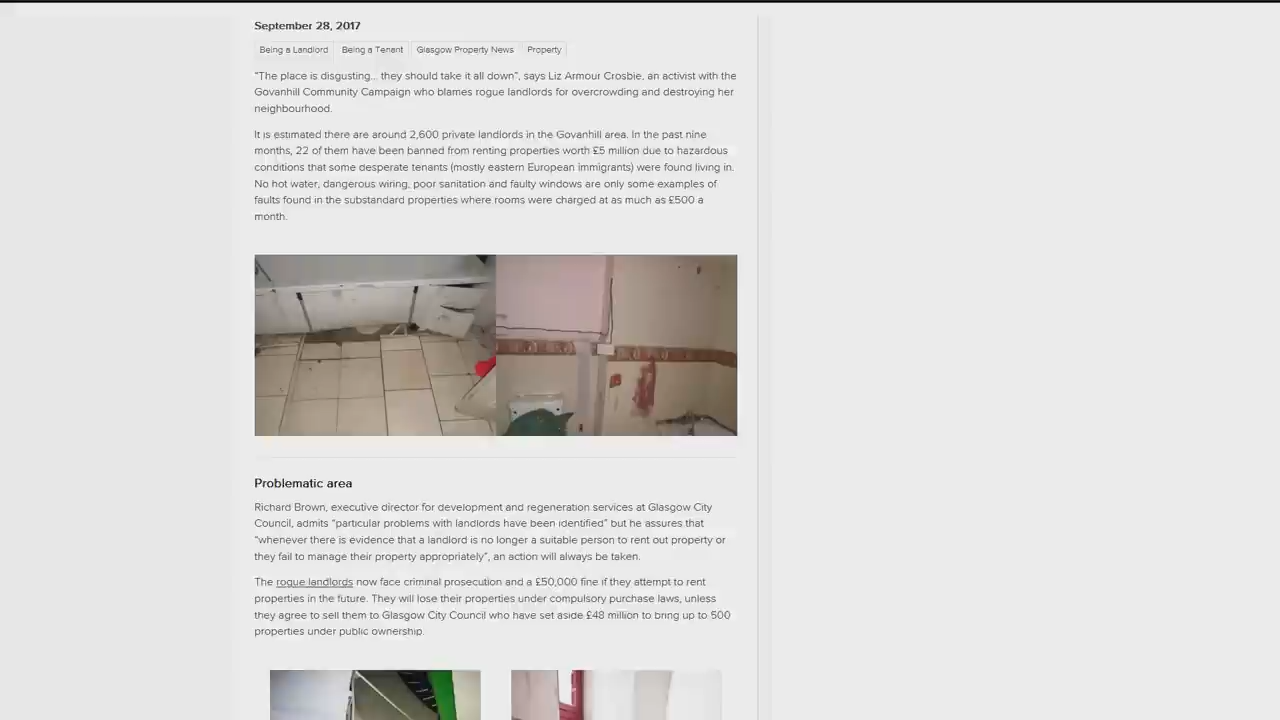 September 28, 2017
Being a Landlord Being a Tenant Glasgow Property News Property
"The place is disgusting... they should take it all down", says Liz Armour Crosbie, an activist with the
Govanhill Community Campaign who blames rogue landlords for overcrowding and destroying her
neighbourhood.
It is estimated there are around 2,600 private landlords in the Govanhill area. In the past nine
months, 22 of them have been banned from renting properties worth £5 million due to hazardous
conditions that some desperate tenants (mostly eastern European immigrants) were found living in.
No hot water, dangerous wiring, poor sanitation and faulty windows are only some examples of
faults found in the substandard properties where rooms were charged at as much as £500 a
month.
Problematic area
Richard Brown, executive director for development and regeneration services at Glasgow City
Council, admits "particular problems with landlords have been identified" but he assures that
"whenever there is evidence that a landlord is no longer a suitable person to rent out property or
they fail to manage their property appropriately", an action will always be taken.
The rogue landlords now face criminal prosecution and a £50,000 fine if they attempt to rent
properties in the future. They will lose their properties under compulsory purchase laws, unless
they agree to sell them to Glasgow City Council who have set aside £48 million to bring up to 500
properties under public ownership.